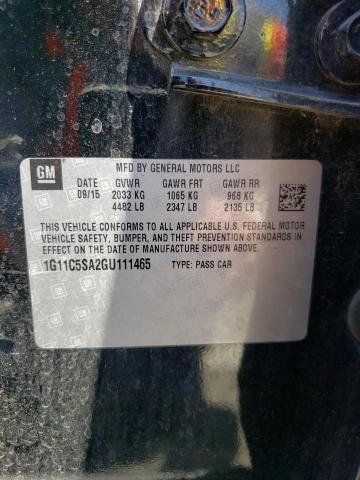 GM
MFD BY GENERAL MOTORS LLC
DATE GVWR GAWR FRT GAWR RR
09/15 2033 KG 1065 KG 968 KG
4482 LB 2347 LB 2135 LB
THIS VEHICLE CONFORMS TO ALL APPLICABLE U.S. FEDERAL MOTOR
VEHICLE SAFETY, BUMPER, AND THEFT PREVENTION STANDARDS
IN EFFECT ON THE DATE OF MANUFACTURE SHOWN ABOVE.
1G11C5SA2GU111465 TYPE: PASS CAR